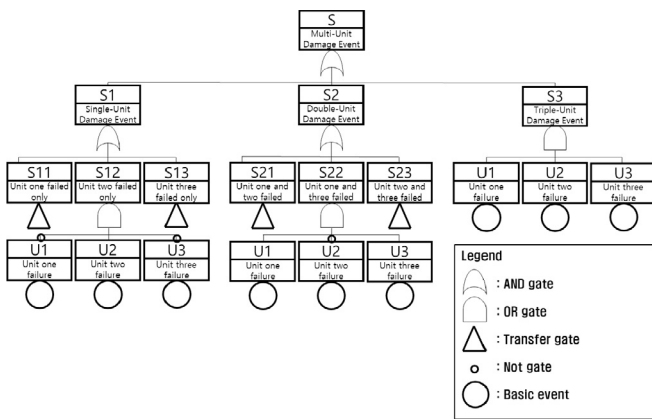 S
Multi-Unit
Damage Event
S1
Single-Unit
Damage Event
S2
Double-Unit
Damage Event
S3
Triple-Unit
Damage Event
S11
Unit one failed
only
S12
Unit two failed
only
S13
Unit three
failed only
S21
Unit one and
two failed
S22
Unit one and
three failed
S23
Unit two and
three failed
U1
Unit one
failure
U2
Unit two
failure
U3
Unit three
failure
U1
Unit one
failure
U2
Unit two
failure
U3
Unit three
failure
U1
Unit one
failure
U2
Unit two
failure
U3
Unit three
failure
Legend
: AND gate
: OR gate
: Transfer gate
: Not gate
: Basic event